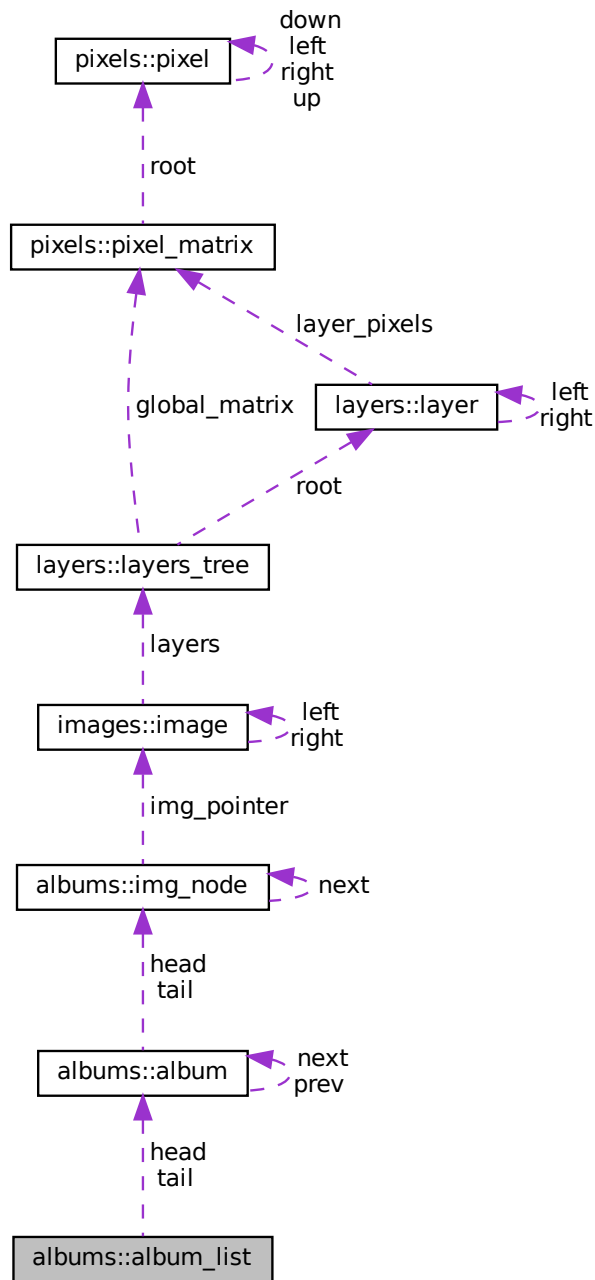 down
left
right
up
pixels::pixel
root
pixels::pixel_matrix
layer_pixels
global_matrix
layers::layer
left
right
root
layers::layers_tree
layers
images::image
left
right
img_pointer
albums::img_node
next
head
tail
albums::album
next
prev
head
tail
albums::album_list